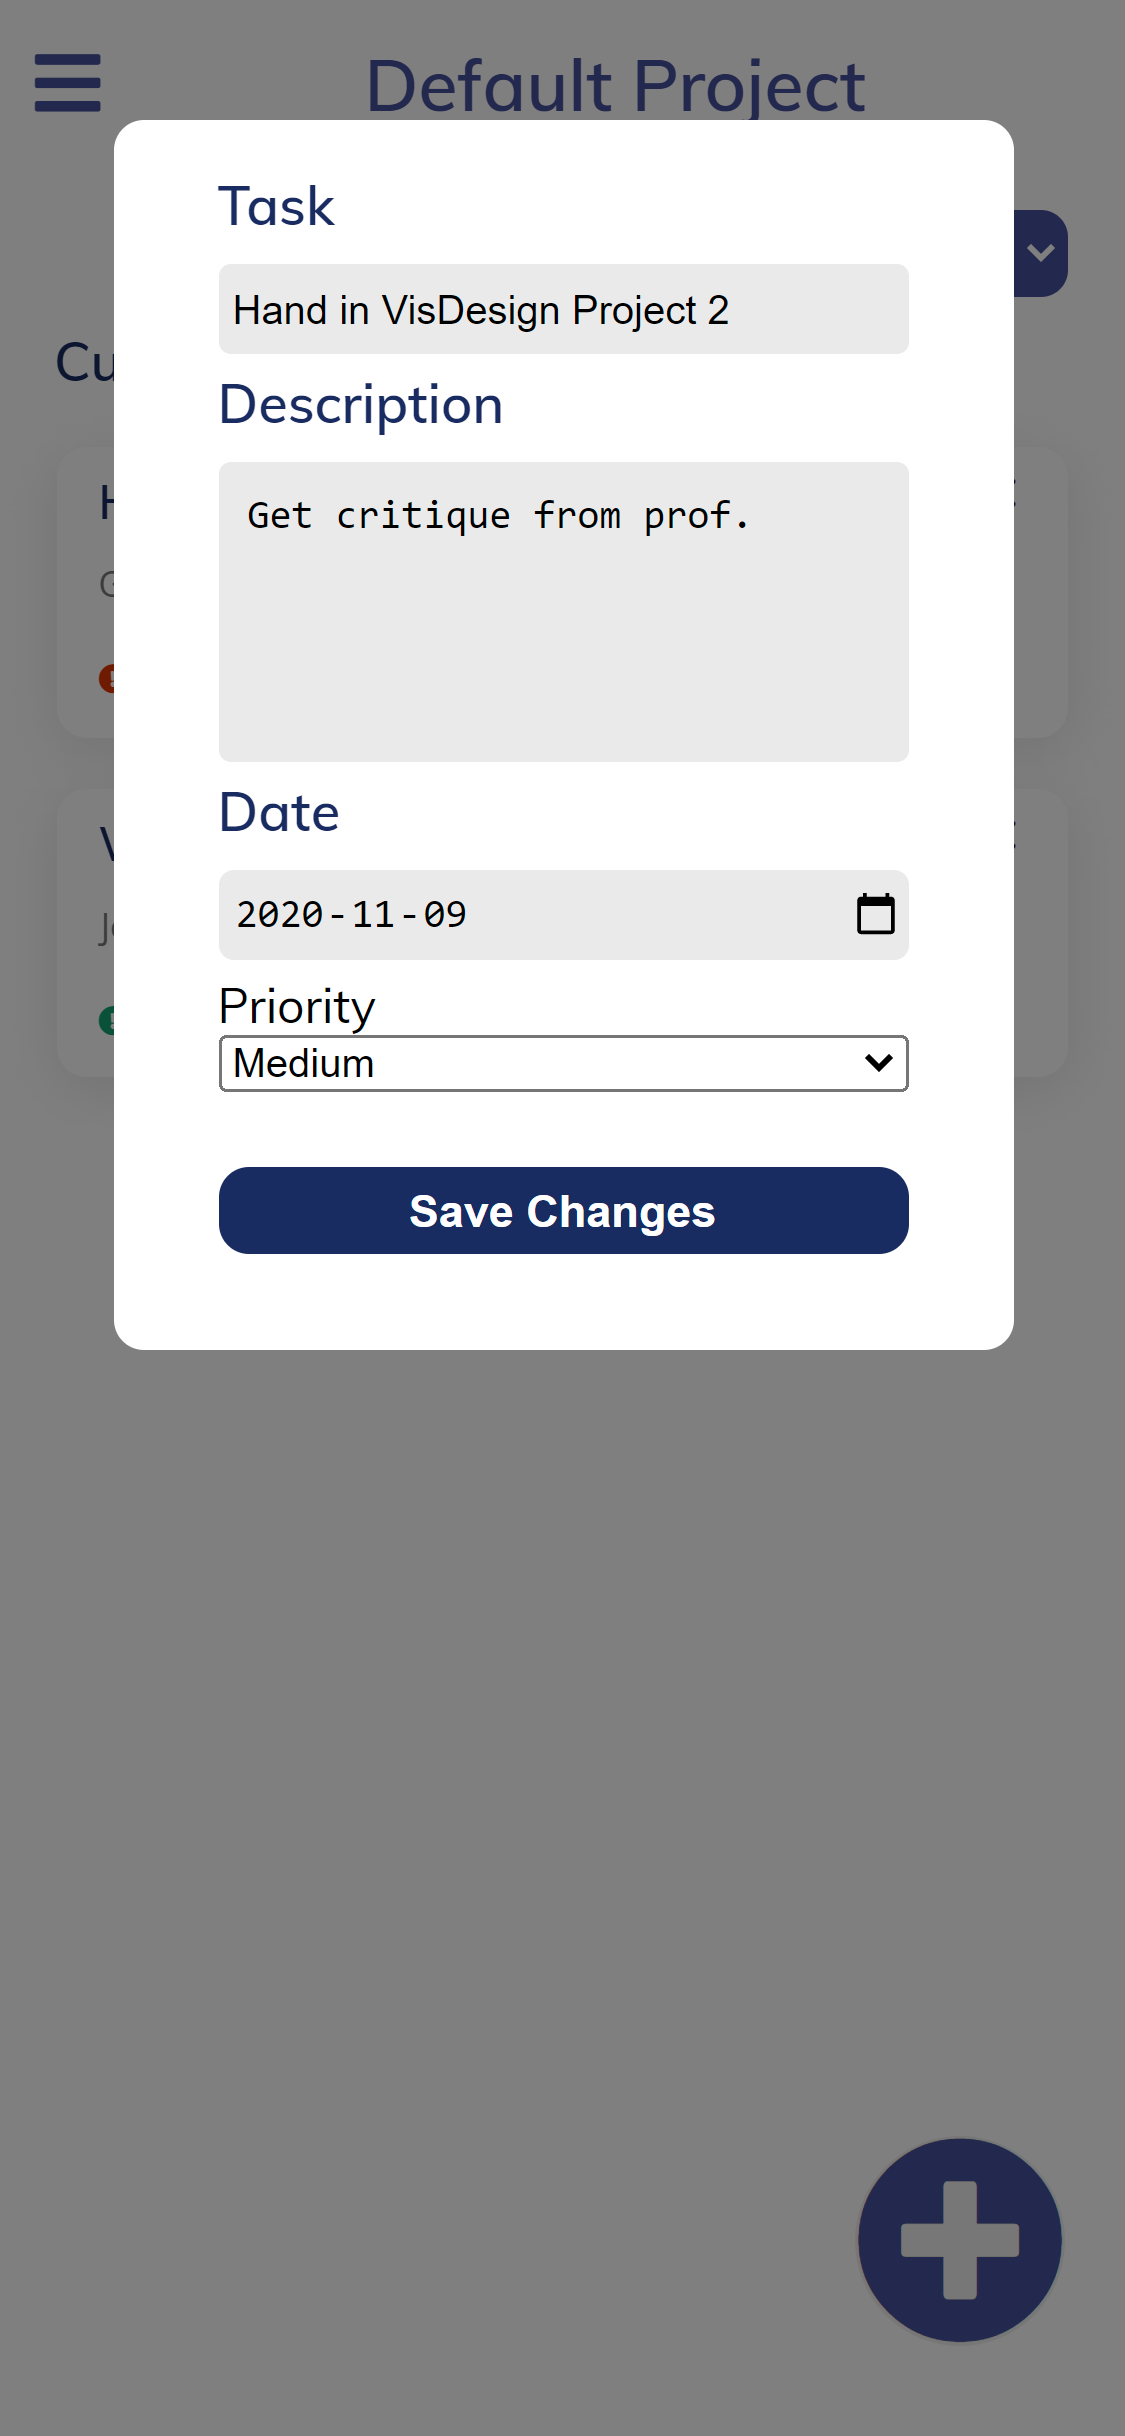 Default Project
Task
Hand in VisDesign Project 2
Description
Get critique from prof.
Date
2020-11-09
Priority
Medium
Save Changes